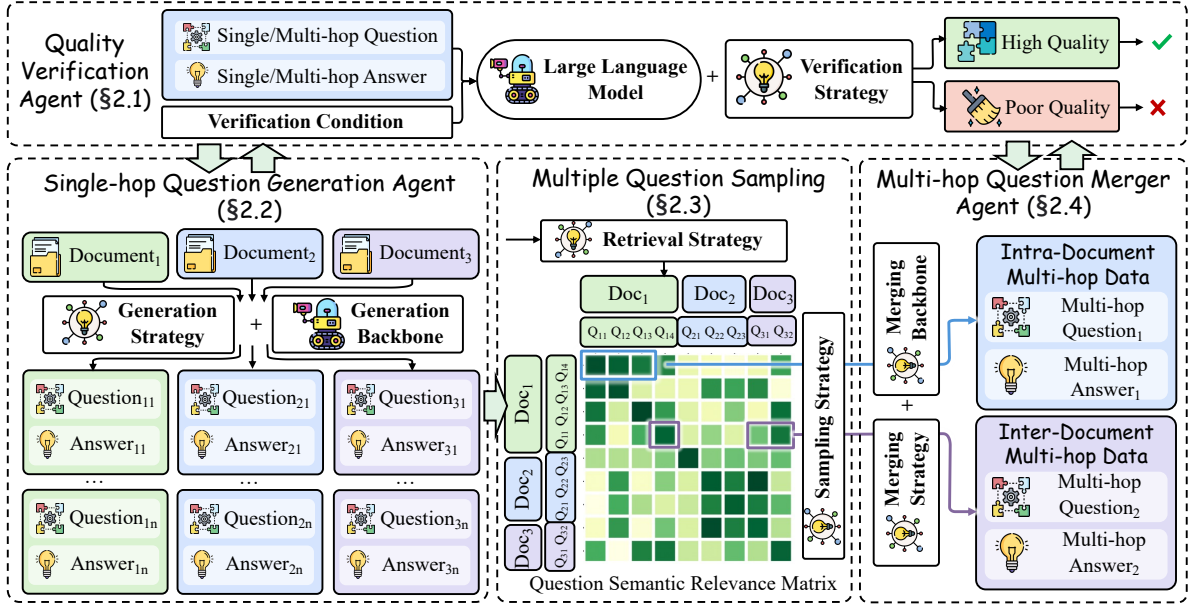 Quality
Verification
Agent (§2.1)
Single/Multi-hop Question
Single/Multi-hop Answer
Verification Condition
Large Language
Model
+
Verification
Strategy
High Quality
Poor Quality
Single-hop Question Generation Agent
(§2.2)
Document1
Document2
Document3
Generation
Strategy
+
Generation
Backbone
Question11
Answer11
Question21
Answer21
Question31
Answer31
...
...
...
Question1n
Answer1n
Question2n
Answer2n
Question3n
Answer3n
Multiple Question Sampling
(§2.3)
Retrieval Strategy
Doc1
Doc2
Doc3
Q11 Q12 Q13 Q14 Q21 Q22 Q23 Q31 Q32
Doc1
Q11 Q12 Q13 Q14
Doc2
Q21 Q22 Q23
Doc3
Q31 Q32
Sampling Strategy
Question Semantic Relevance Matrix
Multi-hop Question Merger
Agent (§2.4)
Merging
Backbone
+
Merging
Strategy
Intra-Document
Multi-hop Data
Multi-hop
Question1
Multi-hop
Answer1
Inter-Document
Multi-hop Data
Multi-hop
Question2
Multi-hop
Answer2